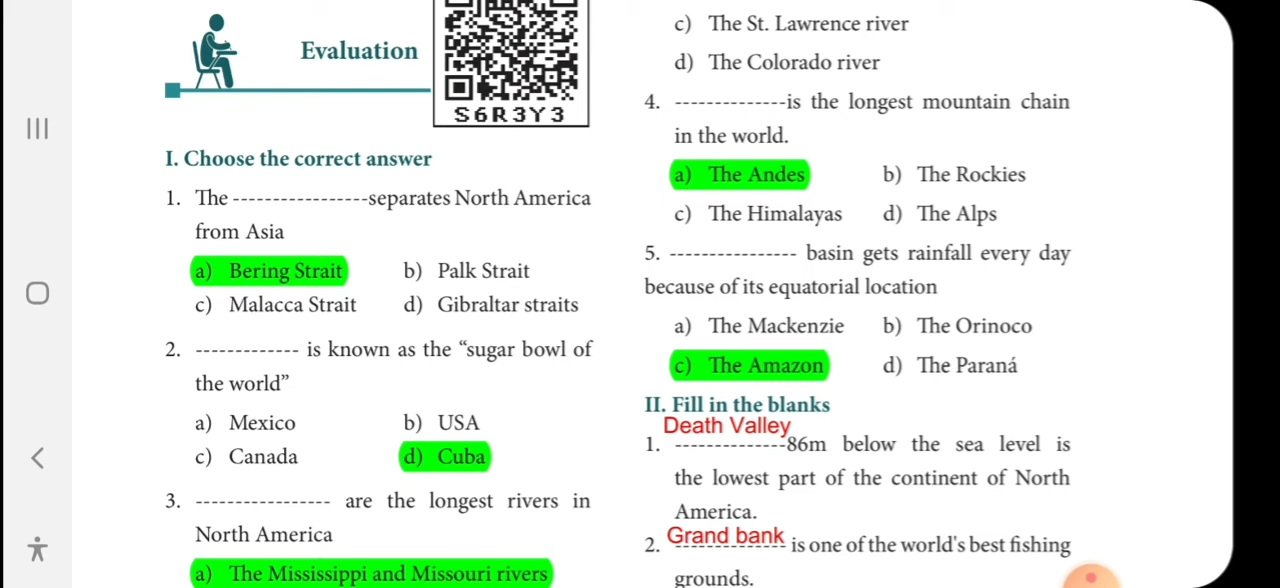 Evaluation
S6R3Y3
I. Choose the correct answer
1. The -----------------separates North America
from Asia
a) Bering Strait b) Palk Strait
c) Malacca Strait d) Gibraltar straits
2. ------------- is known as the “sugar bowl of
the world”
a) Mexico b) USA
c) Canada d) Cuba
3. ----------------- are the longest rivers in
North America
a) The Mississippi and Missouri rivers
c) The St. Lawrence river
d) The Colorado river
4. --------------is the longest mountain chain
in the world.
a) The Andes b) The Rockies
c) The Himalayas d) The Alps
5. ---------------- basin gets rainfall every day
because of its equatorial location
a) The Mackenzie b) The Orinoco
c) The Amazon d) The Paraná
II. Fill in the blanks
Death Valley
1. --------------86m below the sea level is
the lowest part of the continent of North
America.
Grand bank
2. -------------- is one of the world's best fishing
grounds.